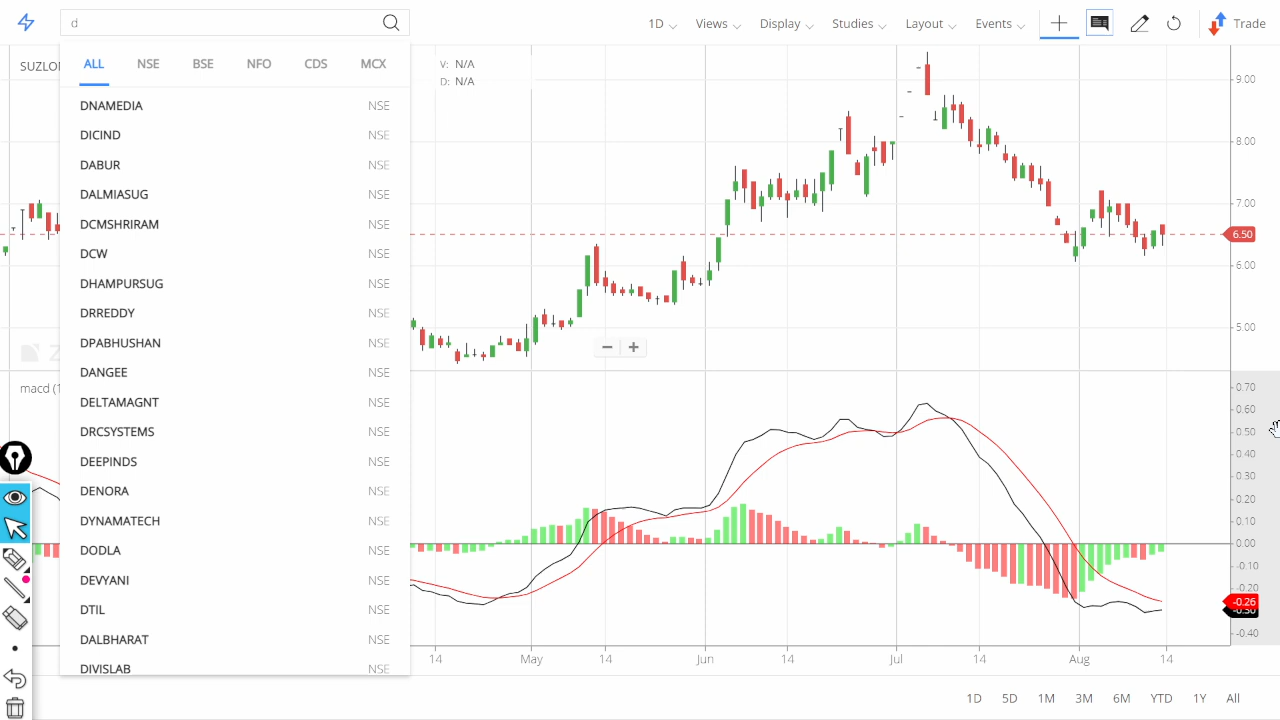 d
1D Views Display Studies Layout Events Trade
ALL NSE BSE NFO CDS MCX
V: N/A
D: N/A
DNAMEDIA NSE
DICIND NSE
DABUR NSE
DALMIASUG NSE
DCMSHRIRAM NSE
DCW NSE
DHAMPURSUG NSE
DRREDDY NSE
DPABHUSHAN NSE
DANGEE NSE
DELTAMAGNT NSE
DRCSYSTEMS NSE
DEEPINDS NSE
DENORA NSE
DYNAMATECH NSE
DODLA NSE
DEVYANI NSE
DTIL NSE
DALBHARAT NSE
DIVISLAB NSE
9.00
8.00
7.00
6.50
6.00
5.00
macd (1
0.70
0.60
0.50
0.40
0.30
0.20
0.10
0.00
-0.10
-0.20
-0.26
-0.30
-0.40
14 May 14 Jun 14 Jul 14 Aug 14
1D 5D 1M 3M 6M YTD 1Y All